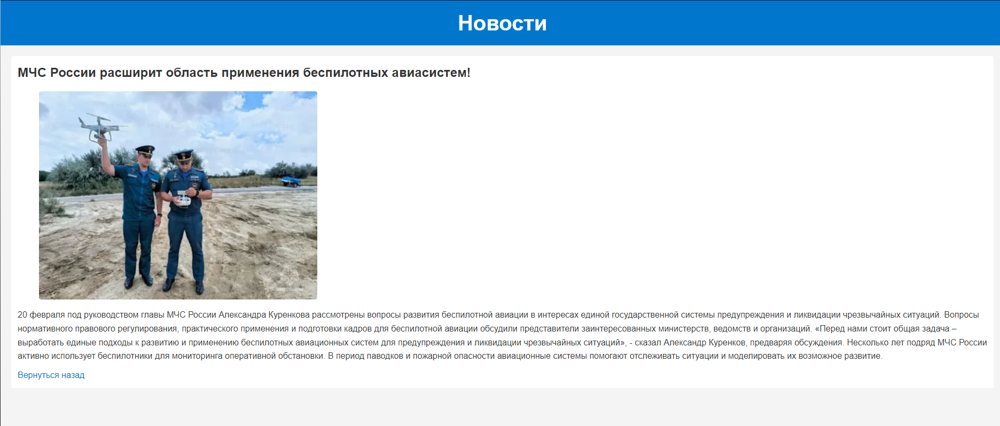 Новости
МЧС России расширит область применения беспилотных авиасистем!
20 февраля под руководством главы МЧС России Александра Куренкова рассмотрены вопросы развития беспилотной авиации в интересах единой государственной системы предупреждения и ликвидации чрезвычайных ситуаций. Вопросы
нормативного правового регулирования, практического применения и подготовки кадров для беспилотной авиации обсудили представители заинтересованных министерств, ведомств и организаций. «Перед нами стоит общая задача –
выработать единые подходы к развитию и применению беспилотных авиационных систем для предупреждения и ликвидации чрезвычайных ситуаций», - сказал Александр Куренков, предваряя обсуждения. Несколько лет подряд МЧС России
активно использует беспилотники для мониторинга оперативной обстановки. В период паводков и пожарной опасности авиационные системы помогают отслеживать ситуации и моделировать их возможное развитие.
Вернуться назад